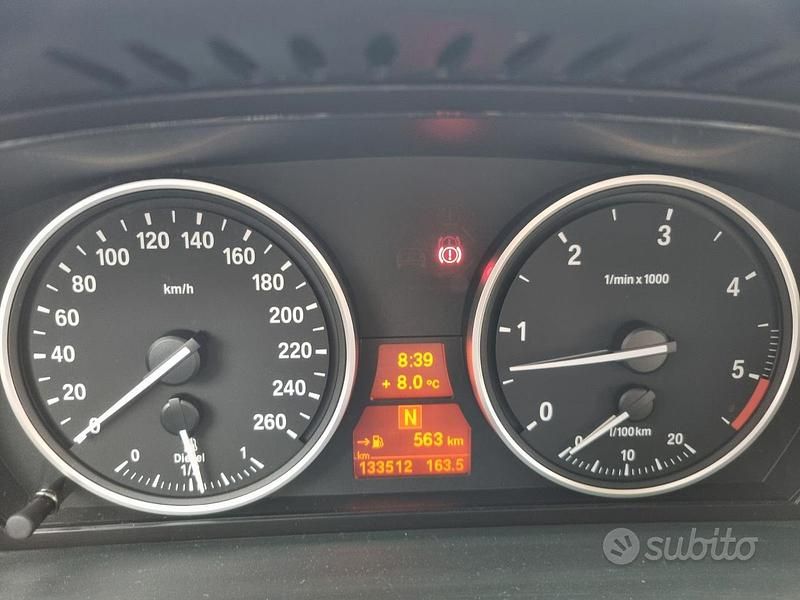 0 20 40 60 80 100 120 140 160 180 200 220 240 260
km/h
0 1/2 1
Diesel
8:39
+ 8.0 °C
N
563 km
km
133512 163.5
0 1 2 3 4 5
1/min x 1000
0 10 20
l/100km
subito